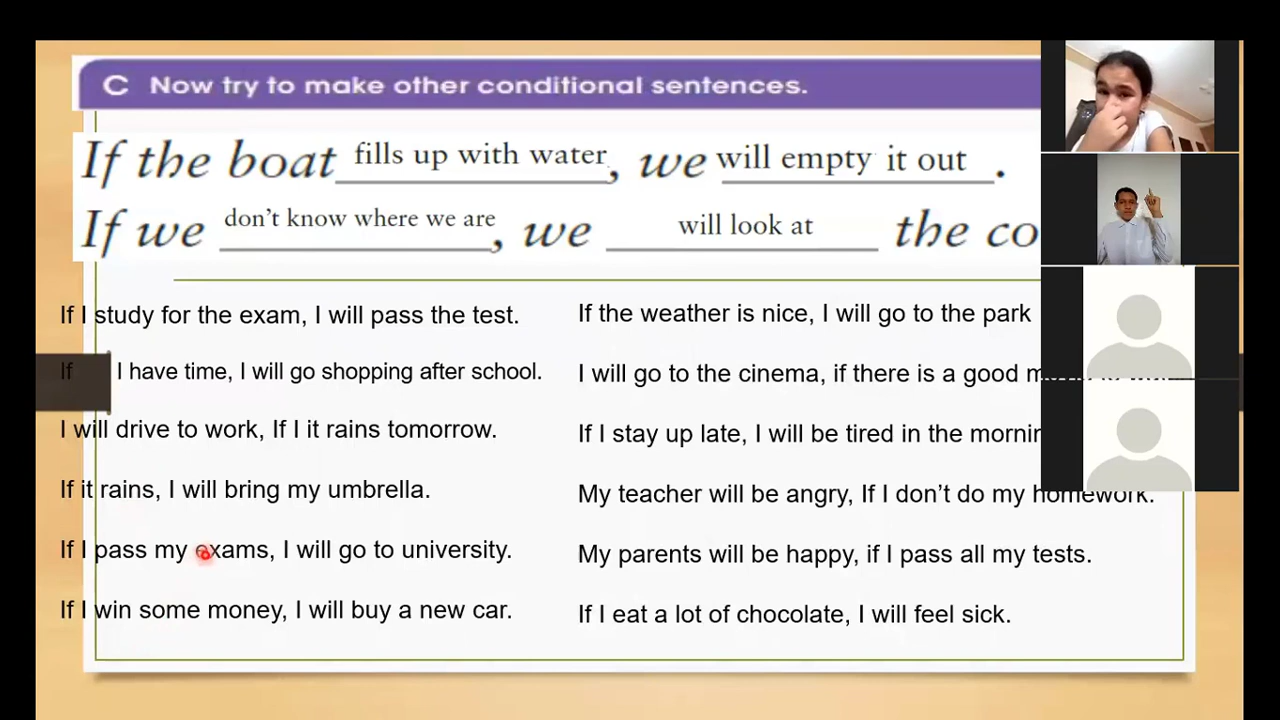 C Now try to make other conditional sentences.
If the boat fills up with water, we will empty it out.
If we don't know where we are, we will look at the
If I study for the exam, I will pass the test.
If I have time, I will go shopping after school.
I will drive to work, If I it rains tomorrow.
If it rains, I will bring my umbrella.
If I pass my exams, I will go to university.
If I win some money, I will buy a new car.
If the weather is nice, I will go to the park
I will go to the cinema, if there is a good
If I stay up late, I will be tired in the
My teacher will be angry, If I don't do my homework.
My parents will be happy, if I pass all my tests.
If I eat a lot of chocolate, I will feel sick.